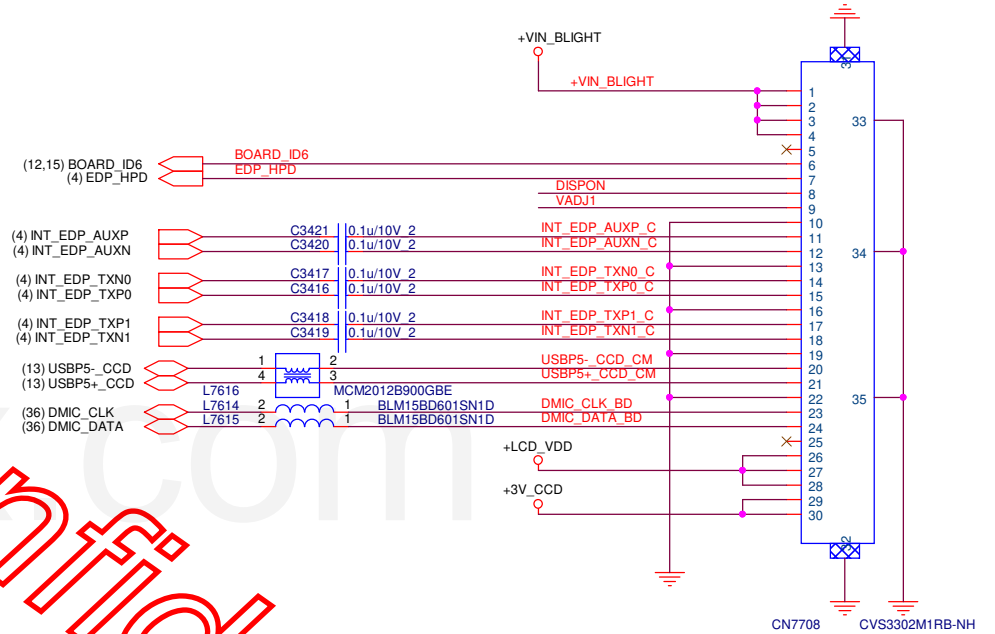 +VIN_BLIGHT
+VIN_BLIGHT
31
1
2
3
4
5
6
7
8
9
10
11
12
13
14
15
16
17
18
19
20
21
22
23
24
25
26
27
28
29
30
33
34
35
32
(12,15) BOARD_ID6
BOARD_ID6
(4) EDP_HPD
EDP_HPD
DISPON
VADJ1
(4) INT_EDP_AUXP
C3421
0.1u/10V_2
INT_EDP_AUXP_C
(4) INT_EDP_AUXN
C3420
0.1u/10V_2
INT_EDP_AUXN_C
(4) INT_EDP_TXN0
C3417
0.1u/10V_2
INT_EDP_TXN0_C
(4) INT_EDP_TXP0
C3416
0.1u/10V_2
INT_EDP_TXP0_C
(4) INT_EDP_TXP1
C3418
0.1u/10V_2
INT_EDP_TXP1_C
(4) INT_EDP_TXN1
C3419
0.1u/10V_2
INT_EDP_TXN1_C
(13) USBP5-_CCD
1
2
USBP5-_CCD_CM
(13) USBP5+_CCD
4
3
USBP5+_CCD_CM
L7616
MCM2012B900GBE
(36) DMIC_CLK
L7614
2
1
BLM15BD601SN1D
DMIC_CLK_BD
(36) DMIC_DATA
L7615
2
1
BLM15BD601SN1D
DMIC_DATA_BD
+LCD_VDD
+3V_CCD
CN7708
CVS3302M1RB-NH
com
nfid